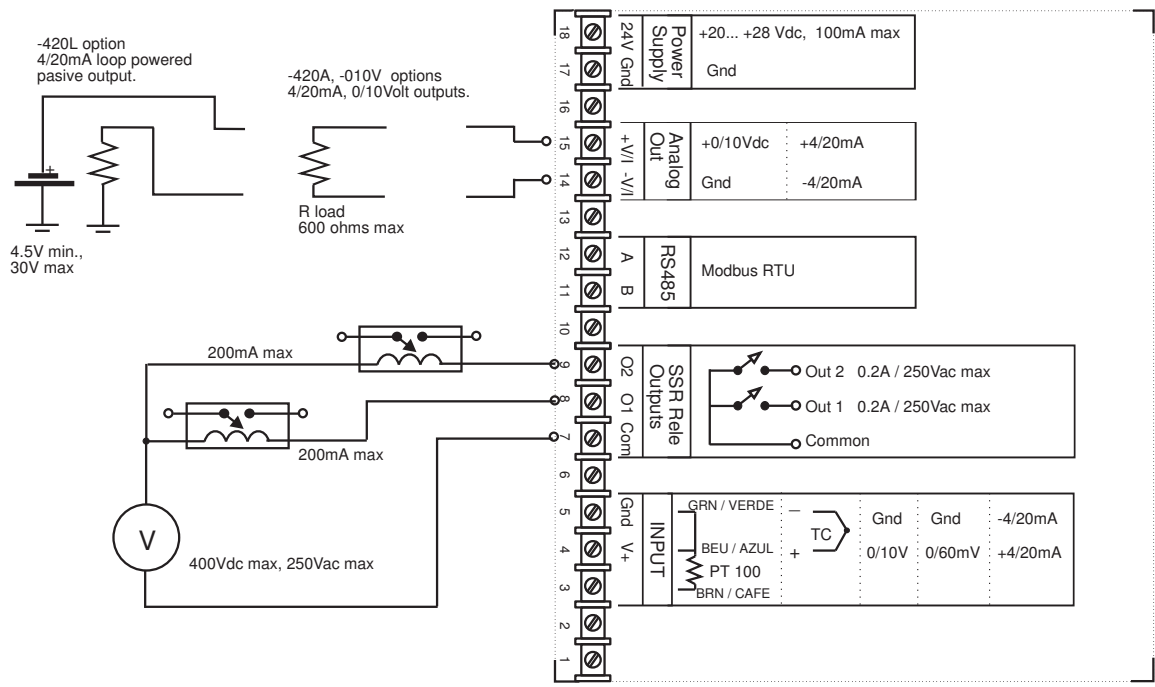 -420L option
4/20mA loop powered
pasive output.
+
4.5V min.,
30V max
-420A, -010V options
4/20mA, 0/10Volt outputs.
R load
600 ohms max
200mA max
200mA max
V
400Vdc max, 250Vac max
18
17
16
15
14
13
12
11
10
9
8
7
6
5
4
3
2
1
24V Gnd
Power
Supply
+20... +28 Vdc, 100mA max
Gnd
+V/I -V/I
Analog
Out
+0/10Vdc +4/20mA
Gnd -4/20mA
A B
RS485
Modbus RTU
O2 O1 Com
SSR Rele
Outputs
Out 2 0.2A / 250Vac max
Out 1 0.2A / 250Vac max
Common
Gnd V+
INPUT
GRN / VERDE
BEU / AZUL
PT 100
BRN / CAFE
–
TC
+
Gnd Gnd -4/20mA
0/10V 0/60mV +4/20mA